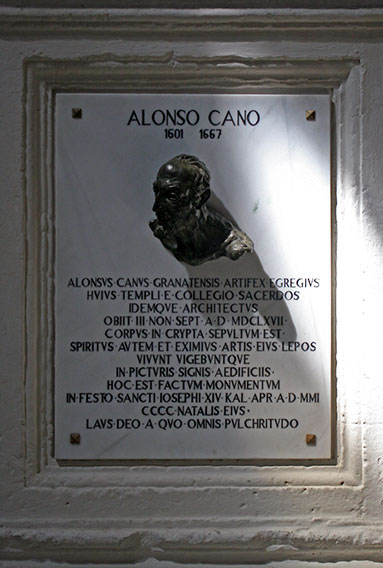 ALONSO CANO
1601 1667
ALONSVS CANVS GRANATENSIS ARTIFEX EGREGIVS
HVIVS TEMPLI E COLLEGIO SACERDOS
IDEMQVE ARCHITECTVS
OBIIT III NON SEPT A D MDCLXVII
CORPVS IN CRYPTA SEPVLTVM EST
SPIRITVS AVTEM ET EXIMIVS ARTIS EIVS LEPOS
VIVVNT VIGEBVNTQVE
IN PICTVRIS SIGNIS AEDIFICIIS
HOC EST FACTVM MONVMENTVM
IN FESTO SANCTI IOSEPHI XIV KAL APR A D MMI
CCCC NATALIS EIVS
LAVS DEO A QVO OMNIS PVLCHRITVDO